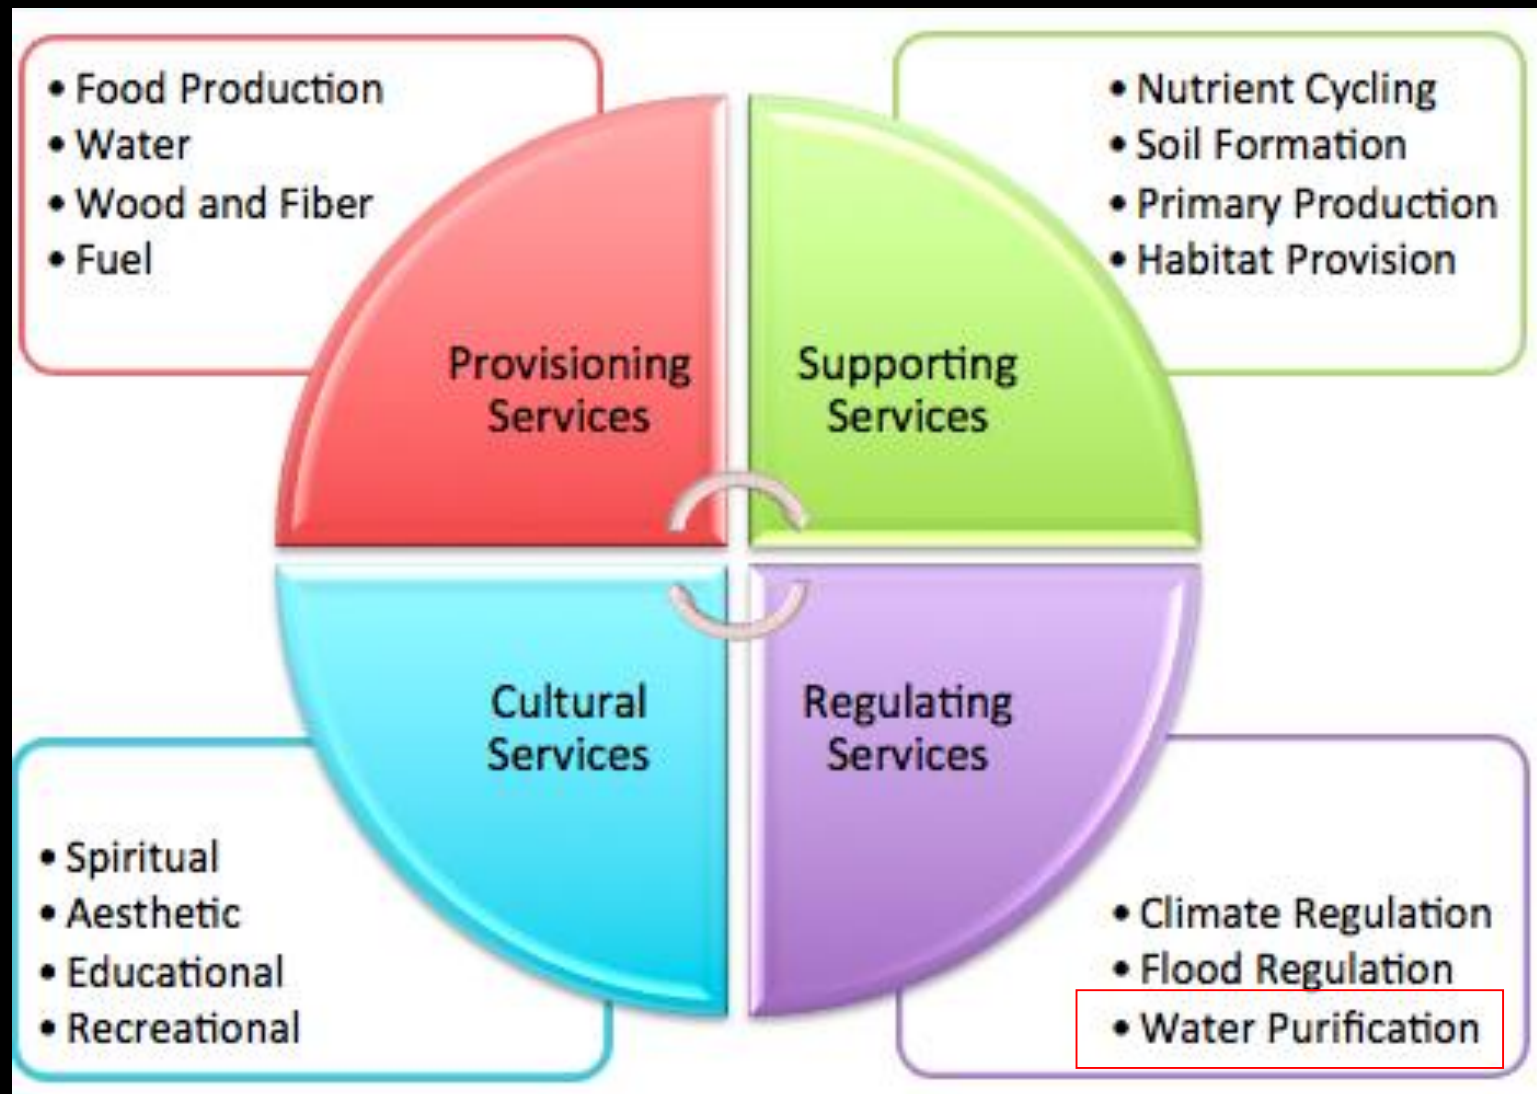 • Food Production
• Water
• Wood and Fiber
• Fuel
• Nutrient Cycling
• Soil Formation
• Primary Production
• Habitat Provision
Provisioning
Services
Supporting
Services
Cultural
Services
Regulating
Services
• Spiritual
• Aesthetic
• Educational
• Recreational
• Climate Regulation
• Flood Regulation
• Water Purification